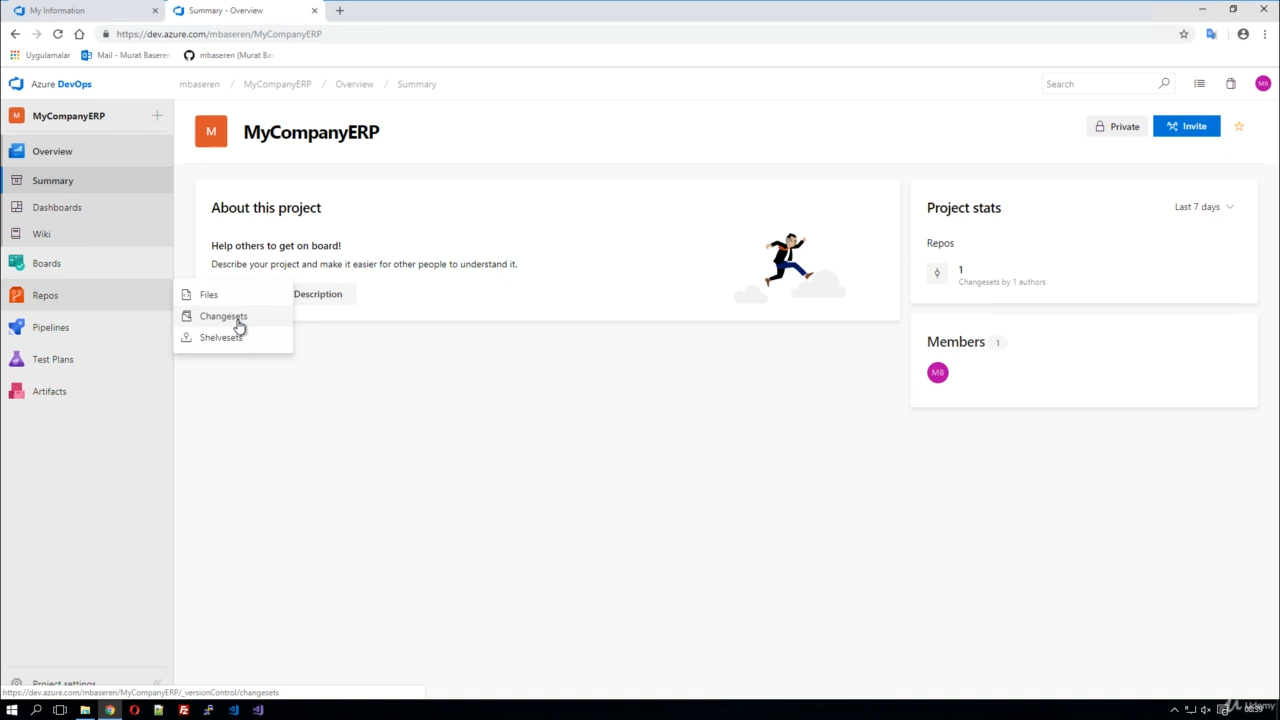 My Information
Summary - Overview
https://dev.azure.com/mbaseren/MyCompanyERP
Uygulamalar
Mail - Murat Baseren
mbaseren (Murat Bas
Azure DevOps
mbaseren / MyCompanyERP / Overview / Summary
Search
MB
M
MyCompanyERP
Overview
Summary
Dashboards
Wiki
Boards
Repos
Pipelines
Test Plans
Artifacts
Project settings
Files
Changesets
Shelvesets
M
MyCompanyERP
Private
Invite
About this project
Help others to get on board!
Describe your project and make it easier for other people to understand it.
Description
Project stats
Last 7 days
Repos
1
Changesets by 1 authors
Members 1
MB
https://dev.azure.com/mbaseren/MyCompanyERP/_versionControl/changesets
Udemy